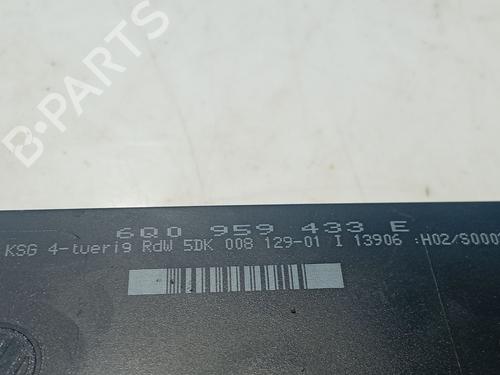 B-PARTS
6Q0 959 433 E
KSG 4-tuerig RdW 5DK 008 129-01 I 13906 :H02/S000